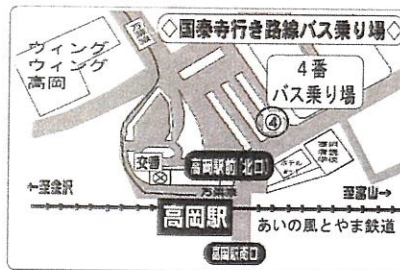 ◇国泰寺行き路線バス乗り場◇
ウィング
ウィング
高岡
4番
バス乗り場
④
交番
高岡駅前(北口)
ホテル
←至金沢
至富山→
高岡駅
あいの風とやま鉄道
高岡駅南口